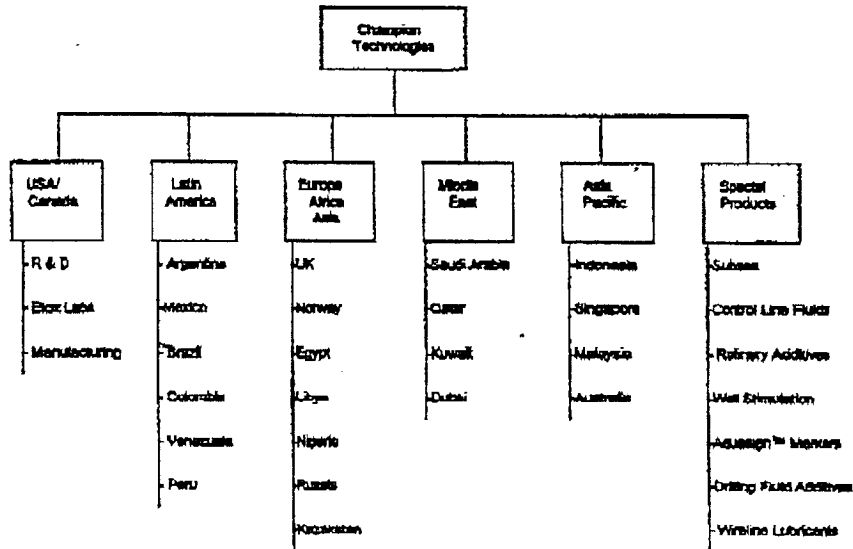 Champion
Technologies
USA/
Canada
Latin
America
Europe
Africa
Asia
Middle
East
Asia
Pacific
Special
Products
R & D
Argentina
UK
Saudi Arabia
Indonesia
Subsea
Labs
Mexico
Norway
Qatar
Singapore
Control Line Fluids
Manufacturing
Brazil
Egypt
Kuwait
Malaysia
Refinery Additives
Colombia
Libya
Dubai
Australia
Well Stimulation
Venezuela
Nigeria
Markers
Peru
Russia
Drilling Fluid Additives
Kazakstan
Wireline Lubricants